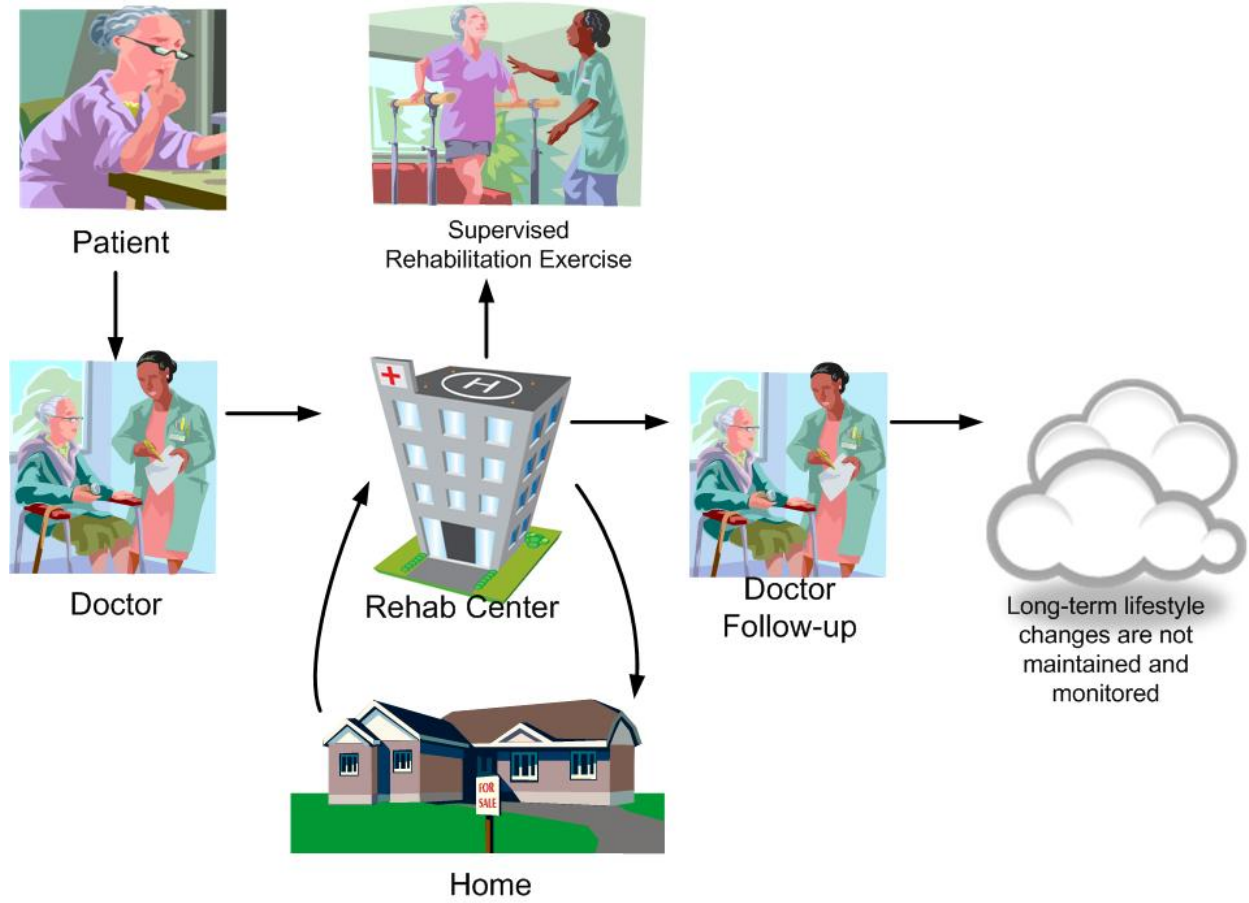 Patient
Supervised
Rehabilitation Exercise
H
Doctor
Rehab Center
Doctor
Follow-up
Long-term lifestyle
changes are not
maintained and
monitored
FOR
SALE
Home